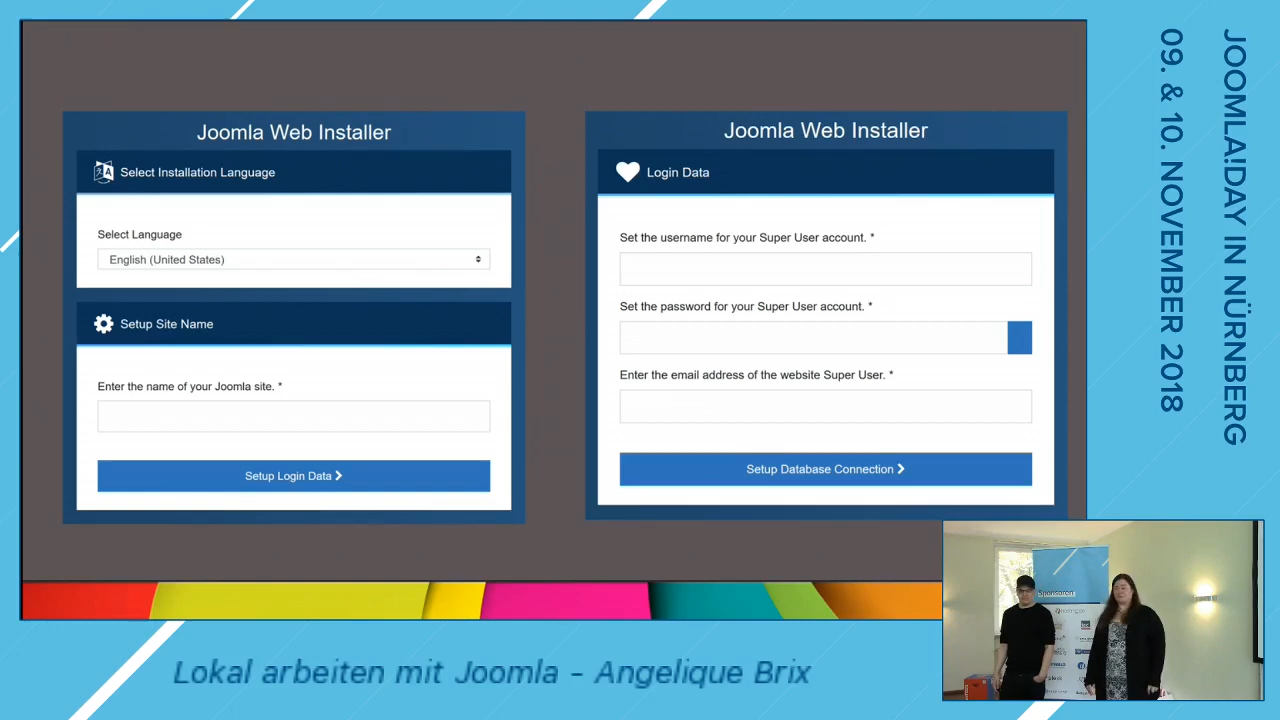 Joomla Web Installer
Select Installation Language
Select Language
English (United States)
Setup Site Name
Enter the name of your Joomla site. *
Setup Login Data
Joomla Web Installer
Login Data
Set the username for your Super User account. *
Set the password for your Super User account. *
Enter the email address of the website Super User. *
Setup Database Connection
JOOMLA!DAY IN NÜRNBERG
09. & 10. NOVEMBER 2018
Sponsoren
Lokal arbeiten mit Joomla - Angelique Brix